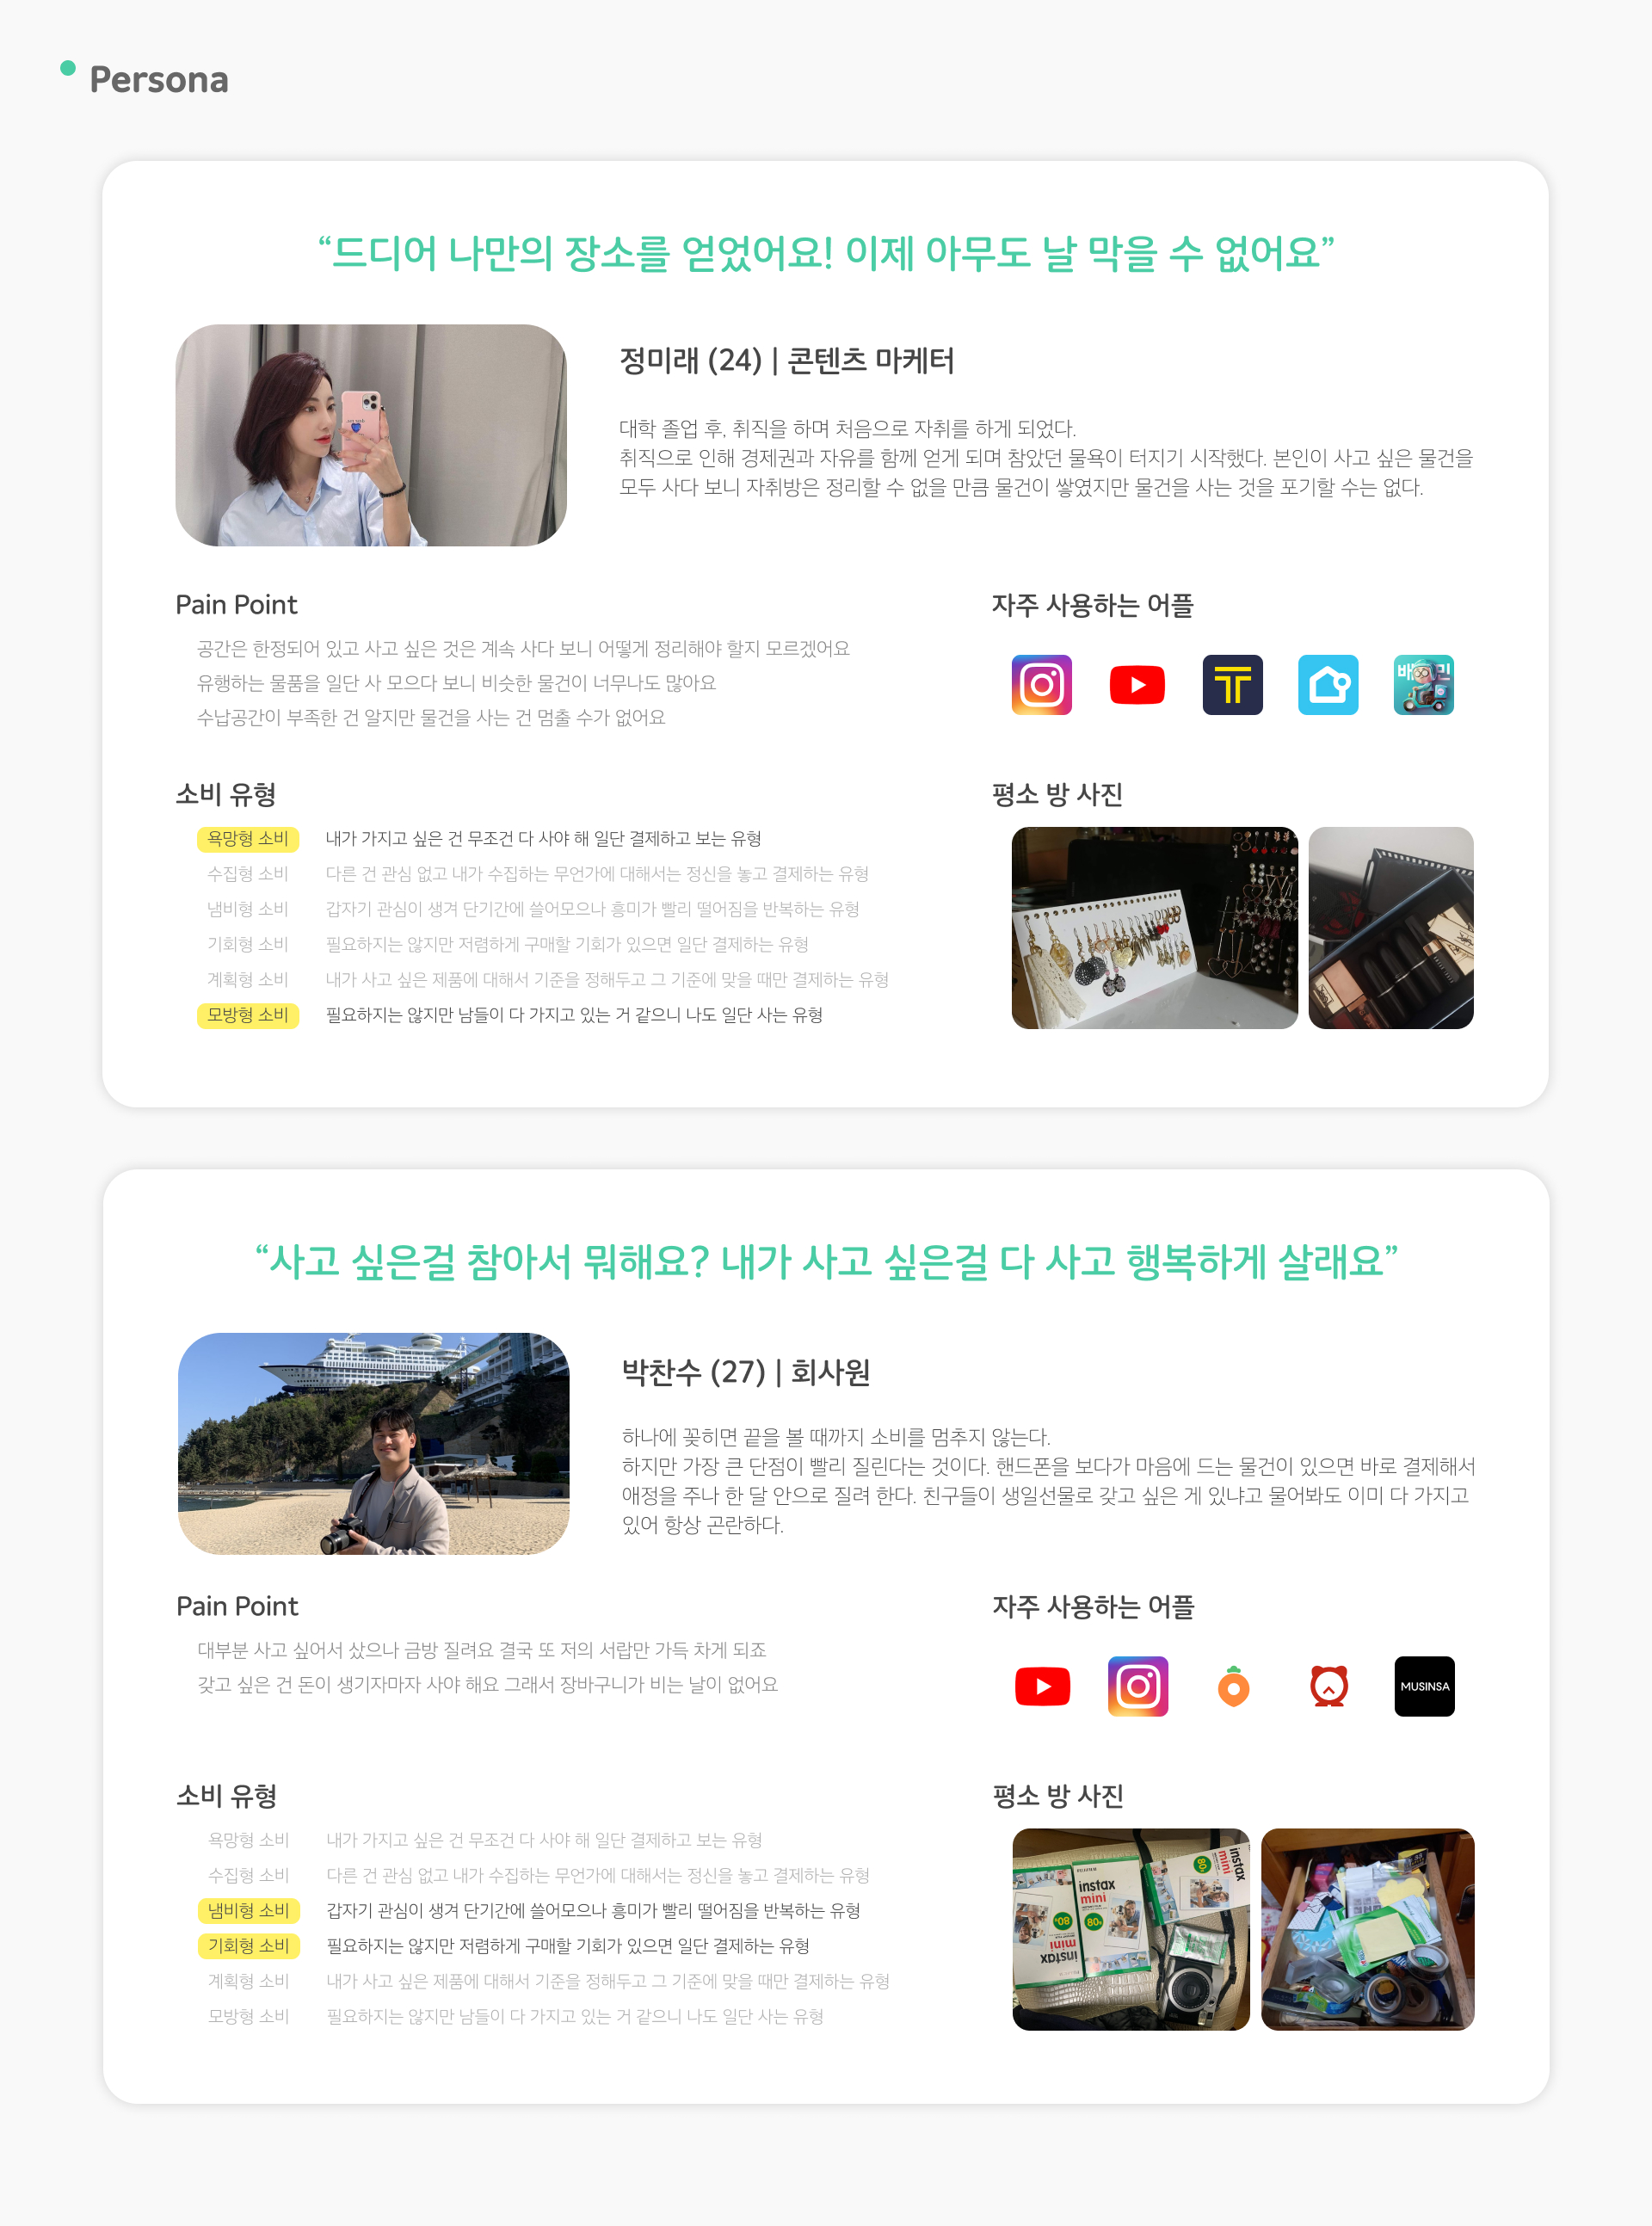 Persona
“드디어 나만의 장소를 얻었어요! 이제 아무도 날 막을 수 없어요”
정미래 (24) | 콘텐츠 마케터
대학 졸업 후, 취직을 하며 처음으로 자취를 하게 되었다.
취직으로 인해 경제권과 자유를 함께 얻게 되며 참았던 물욕이 터지기 시작했다. 본인이 사고 싶은 물건을
모두 사다 보니 자취방은 정리할 수 없을 만큼 물건이 쌓였지만 물건을 사는 것을 포기할 수는 없다.
Pain Point
공간은 한정되어 있고 사고 싶은 것은 계속 사다 보니 어떻게 정리해야 할지 모르겠어요
유행하는 물품을 일단 사 모으다 보니 비슷한 물건이 너무나도 많아요
수납공간이 부족한 건 알지만 물건을 사는 건 멈출 수가 없어요
자주 사용하는 어플
소비 유형
욕망형 소비 내가 가지고 싶은 건 무조건 다 사야 해 일단 결제하고 보는 유형
수집형 소비 다른 건 관심 없고 내가 수집하는 무언가에 대해서는 정신을 놓고 결제하는 유형
냄비형 소비 갑자기 관심이 생겨 단기간에 쓸어모으나 흥미가 빨리 떨어짐을 반복하는 유형
기회형 소비 필요하지는 않지만 저렴하게 구매할 기회가 있으면 일단 결제하는 유형
계획형 소비 내가 사고 싶은 제품에 대해서 기준을 정해두고 그 기준에 맞을 때만 결제하는 유형
모방형 소비 필요하지는 않지만 남들이 다 가지고 있는 거 같으니 나도 일단 사는 유형
평소 방 사진
“사고 싶은걸 참아서 뭐해요? 내가 사고 싶은걸 다 사고 행복하게 살래요”
박찬수 (27) | 회사원
하나에 꽂히면 끝을 볼 때까지 소비를 멈추지 않는다.
하지만 가장 큰 단점이 빨리 질린다는 것이다. 핸드폰을 보다가 마음에 드는 물건이 있으면 바로 결제해서
애정을 주나 한 달 안으로 질려 한다. 친구들이 생일선물로 갖고 싶은 게 있냐고 물어봐도 이미 다 가지고
있어 항상 곤란하다.
Pain Point
대부분 사고 싶어서 샀으나 금방 질려요 결국 또 저의 서랍만 가득 차게 되죠
갖고 싶은 건 돈이 생기자마자 사야 해요 그래서 장바구니가 비는 날이 없어요
자주 사용하는 어플
MUSINSA
소비 유형
욕망형 소비 내가 가지고 싶은 건 무조건 다 사야 해 일단 결제하고 보는 유형
수집형 소비 다른 건 관심 없고 내가 수집하는 무언가에 대해서는 정신을 놓고 결제하는 유형
냄비형 소비 갑자기 관심이 생겨 단기간에 쓸어모으나 흥미가 빨리 떨어짐을 반복하는 유형
기회형 소비 필요하지는 않지만 저렴하게 구매할 기회가 있으면 일단 결제하는 유형
계획형 소비 내가 사고 싶은 제품에 대해서 기준을 정해두고 그 기준에 맞을 때만 결제하는 유형
모방형 소비 필요하지는 않지만 남들이 다 가지고 있는 거 같으니 나도 일단 사는 유형
평소 방 사진
instax
mini
80
instax
mini
80
instax
mini
80